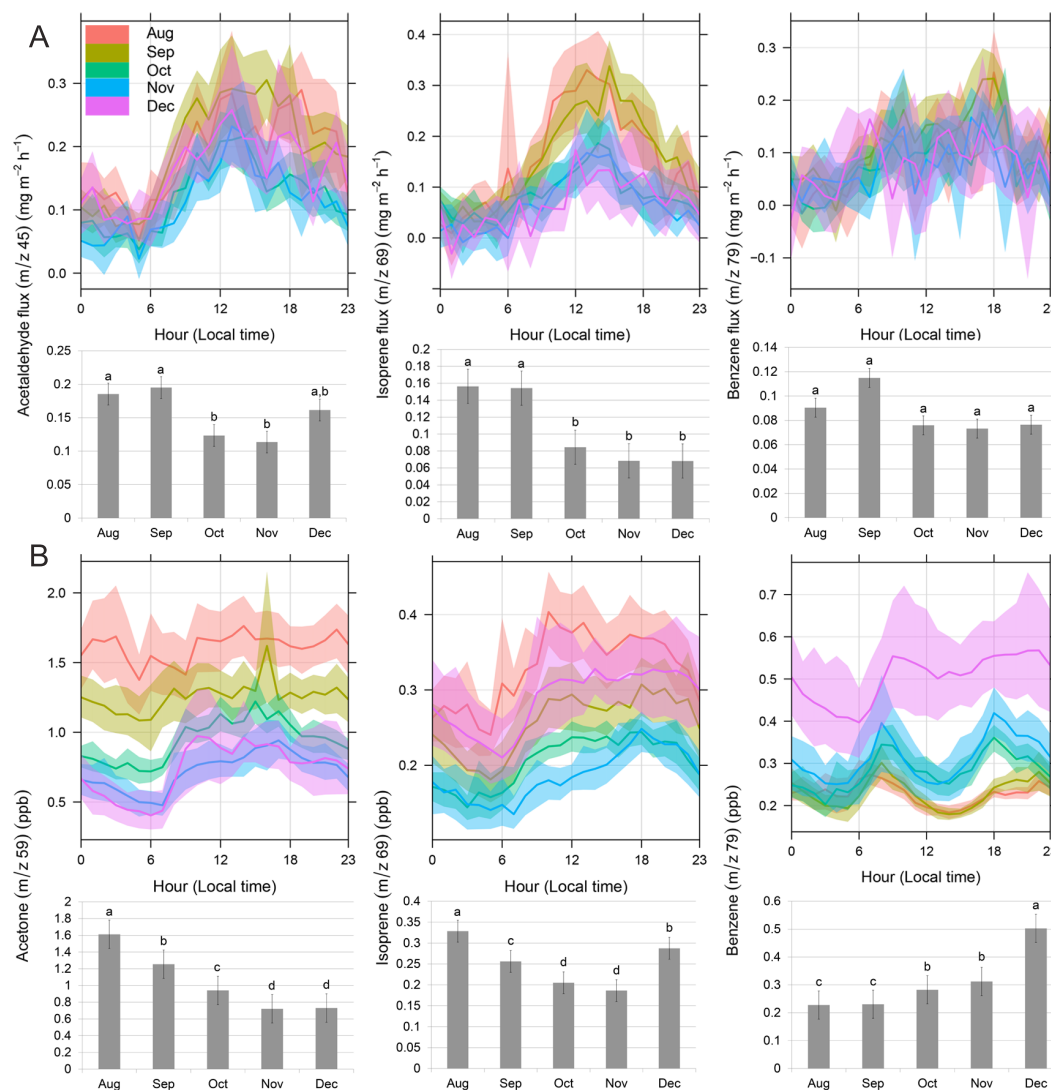 A
Aug
Sep
Oct
Nov
Dec
Acetaldehyde flux (m/z 45) (mg m⁻² h⁻¹)
0.3
0.2
0.1
0.0
0 6 12 18 23
Hour (Local time)
Isoprene flux (m/z 69) (mg m⁻² h⁻¹)
0.4
0.3
0.2
0.1
0.0
0 6 12 18 23
Hour (Local time)
Benzene flux (m/z 79) (mg m⁻² h⁻¹)
0.3
0.2
0.1
0.0
−0.1
0 6 12 18 23
Hour (Local time)
0.25
0.2
0.15
0.1
0.05
0
a a b b a,b
Aug Sep Oct Nov Dec
0.2
0.18
0.16
0.14
0.12
0.1
0.08
0.06
0.04
0.02
0
a a b b b
Aug Sep Oct Nov Dec
0.14
0.12
0.1
0.08
0.06
0.04
0.02
0
a a a a a
Aug Sep Oct Nov Dec
B
Acetone (m/z 59) (ppb)
2.0
1.5
1.0
0.5
0 6 12 18 23
Hour (Local time)
Isoprene (m/z 69) (ppb)
0.4
0.3
0.2
0 6 12 18 23
Hour (Local time)
Benzene (m/z 79) (ppb)
0.7
0.6
0.5
0.4
0.3
0.2
0 6 12 18 23
Hour (Local time)
2
1.8
1.6
1.4
1.2
1
0.8
0.6
0.4
0.2
0
a b c d d
Aug Sep Oct Nov Dec
0.4
0.35
0.3
0.25
0.2
0.15
0.1
0.05
0
a c d d b
Aug Sep Oct Nov Dec
0.6
0.5
0.4
0.3
0.2
0.1
0
c c b b a
Aug Sep Oct Nov Dec